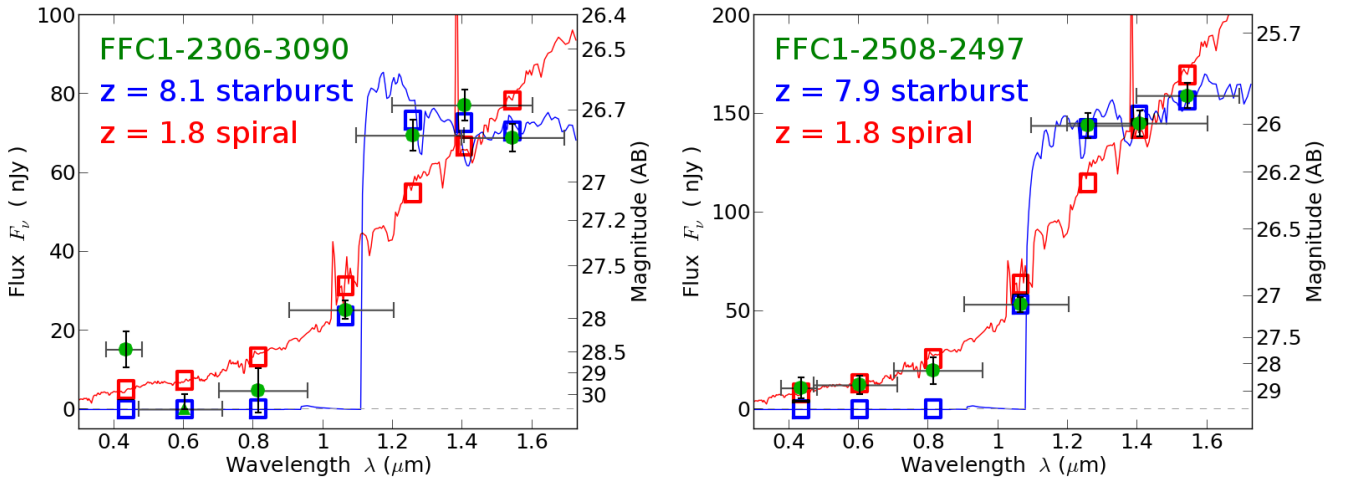 FFC1-2306-3090
z = 8.1 starburst
z = 1.8 spiral
Flux Fν ( nJy )
100
80
60
40
20
0
26.4
26.5
26.7
27
27.2
27.5
28
28.5
29
30
Magnitude (AB)
0.4 0.6 0.8 1 1.2 1.4 1.6
Wavelength λ (μm)
FFC1-2508-2497
z = 7.9 starburst
z = 1.8 spiral
Flux Fν ( nJy )
200
150
100
50
0
25.7
26
26.2
26.5
27
27.5
28
29
Magnitude (AB)
0.4 0.6 0.8 1 1.2 1.4 1.6
Wavelength λ (μm)